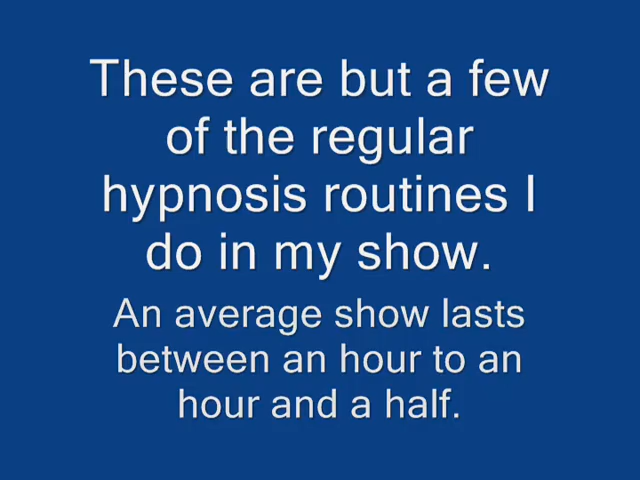 These are but a few
of the regular
hypnosis routines I
do in my show.
An average show lasts
between an hour to an
hour and a half.